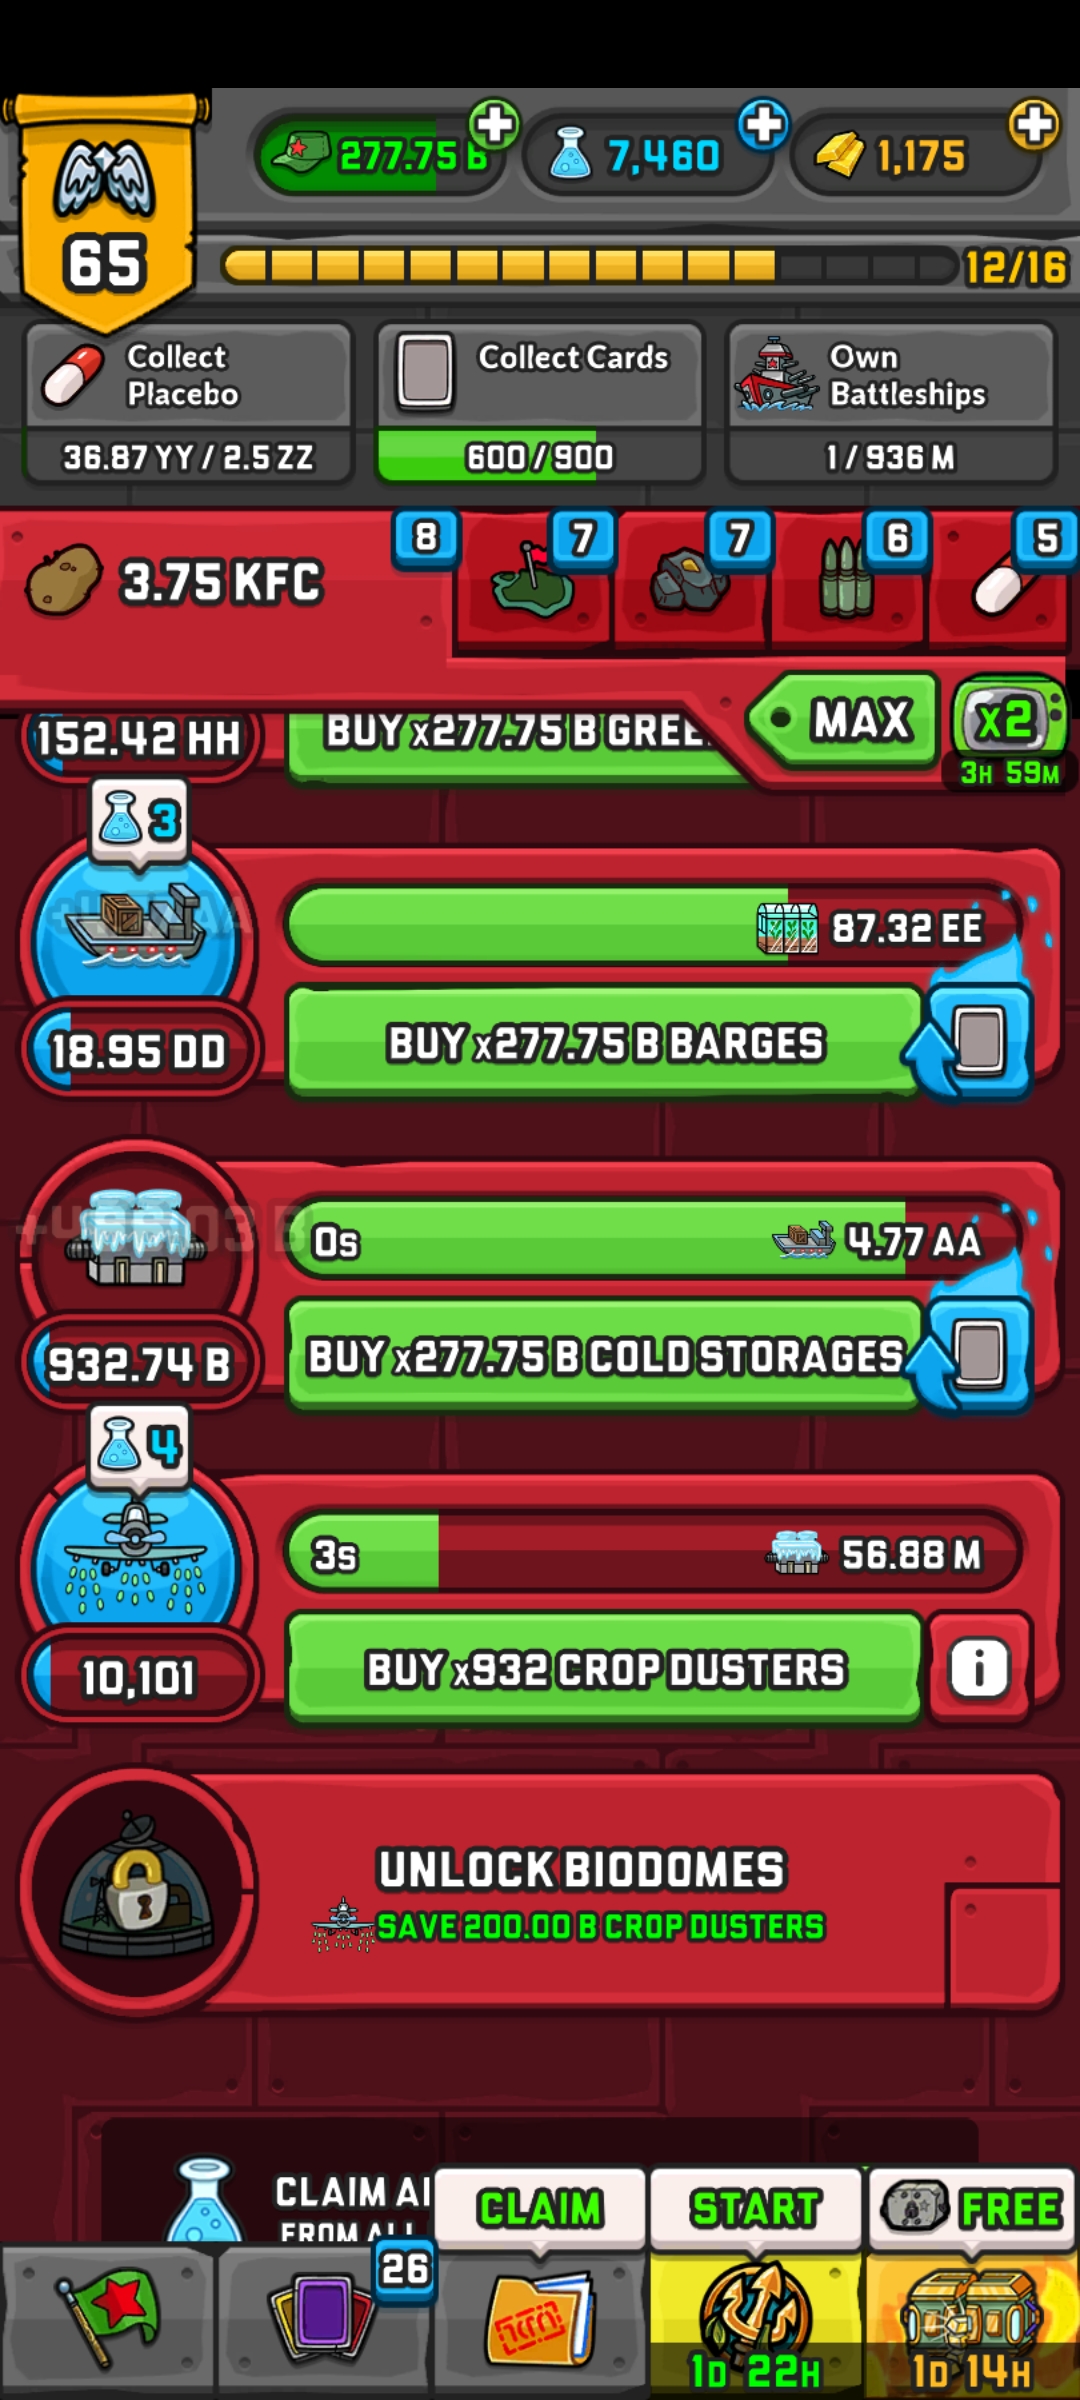 277.75 B
7,460
1,175
65
12/16
Collect
Placebo
36.87 YY / 2.5 ZZ
Collect Cards
600/900
Own
Battleships
1 / 936 M
3.75 KFC
8
7
7
6
5
MAX
x2
3H 59M
152.42 HH
BUY x277.75 B GREE
3
87.32 EE
18.95 DD
BUY x277.75 B BARGES
0s
4.77 AA
932.74 B
BUY x277.75 B COLD STORAGES
4
3s
56.88 M
10,101
BUY x932 CROP DUSTERS
i
UNLOCK BIODOMES
SAVE 200.00 B CROP DUSTERS
CLAIM
FROM
CLAIM
START
FREE
26
1D 22H
1D 14H